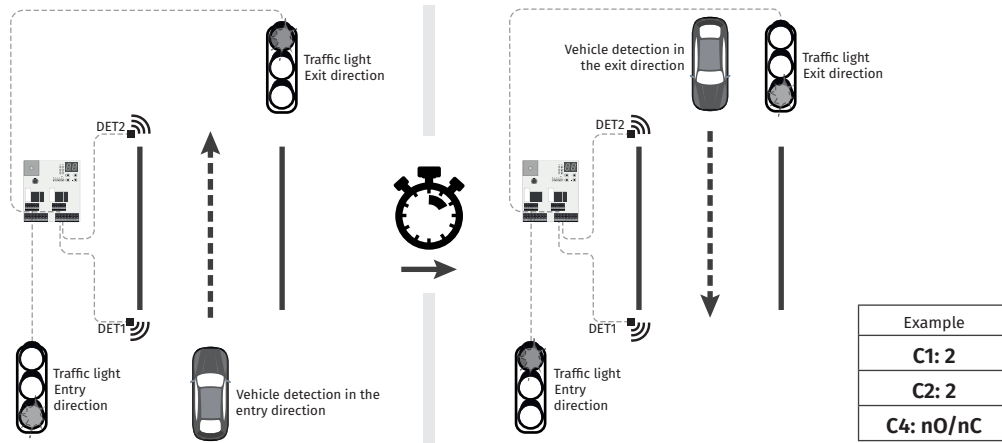 Traffic light
Exit direction
DET2
DET1
Traffic light
Entry
direction
Vehicle detection in the
entry direction
Vehicle detection in
the exit direction
Traffic light
Exit direction
DET2
DET1
Traffic light
Entry
direction
Example
C1: 2
C2: 2
C4: nO/nC